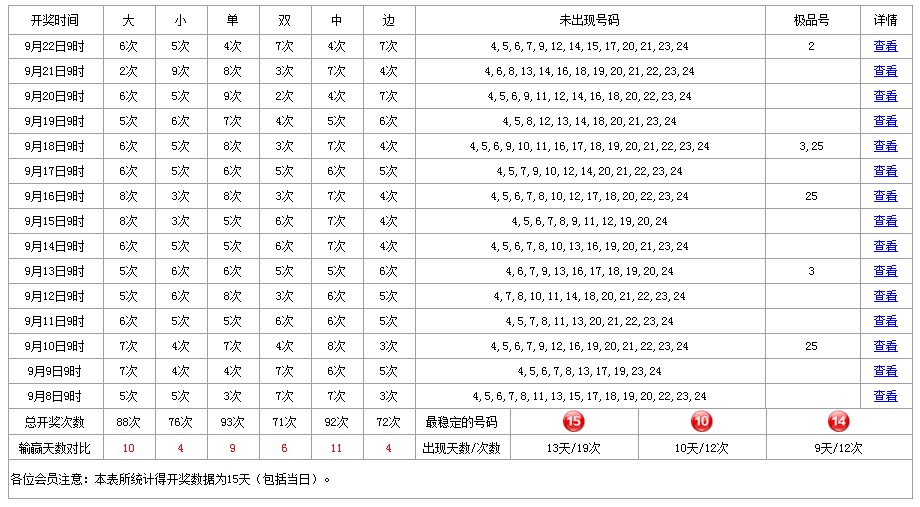 开奖时间 大 小 单 双 中 边 未出现号码 极品号 详情
9月22日9时 6次 5次 4次 7次 4次 7次 4, 5, 6, 7, 9, 12, 14, 15, 17, 20, 21, 23, 24 2 查看
9月21日9时 2次 9次 8次 3次 7次 4次 4, 6, 8, 13, 14, 16, 18, 19, 20, 21, 22, 23, 24 查看
9月20日9时 6次 5次 9次 2次 4次 7次 4, 5, 6, 9, 11, 12, 14, 16, 18, 20, 22, 23, 24 查看
9月19日9时 5次 6次 7次 4次 5次 6次 4, 5, 8, 12, 13, 14, 18, 20, 21, 23, 24 查看
9月18日9时 6次 5次 8次 3次 7次 4次 4, 5, 6, 9, 10, 11, 16, 17, 18, 19, 20, 21, 22, 23, 24 3, 25 查看
9月17日9时 6次 5次 6次 5次 6次 5次 4, 5, 7, 9, 10, 12, 14, 20, 21, 22, 23, 24 查看
9月16日9时 8次 3次 8次 3次 7次 4次 4, 5, 6, 7, 8, 10, 12, 17, 18, 20, 22, 23, 24 25 查看
9月15日9时 8次 3次 5次 6次 7次 4次 4, 5, 6, 7, 8, 9, 11, 12, 19, 20, 24 查看
9月14日9时 6次 5次 5次 6次 7次 4次 4, 5, 6, 7, 8, 10, 13, 16, 19, 20, 21, 23, 24 查看
9月13日9时 5次 6次 6次 5次 5次 6次 4, 6, 7, 9, 13, 16, 17, 18, 19, 20, 24 3 查看
9月12日9时 5次 6次 8次 3次 6次 5次 4, 7, 8, 10, 11, 14, 18, 20, 21, 22, 23, 24 查看
9月11日9时 6次 5次 5次 6次 6次 5次 4, 5, 7, 8, 11, 13, 20, 21, 22, 23, 24 查看
9月10日9时 7次 4次 7次 4次 8次 3次 4, 5, 6, 7, 9, 12, 16, 19, 20, 21, 22, 23, 24 25 查看
9月9日9时 7次 4次 4次 7次 6次 5次 4, 5, 6, 7, 8, 13, 17, 19, 23, 24 查看
9月8日9时 5次 5次 3次 7次 7次 3次 4, 5, 6, 7, 8, 11, 13, 15, 17, 18, 19, 20, 22, 23, 24 查看
总开奖次数 88次 76次 93次 71次 92次 72次 最稳定的号码 15 10 14
输赢天数对比 10 4 9 6 11 4 出现天数/次数 13天/19次 10天/12次 9天/12次
各位会员注意：本表所统计得开奖数据为15天（包括当日）。